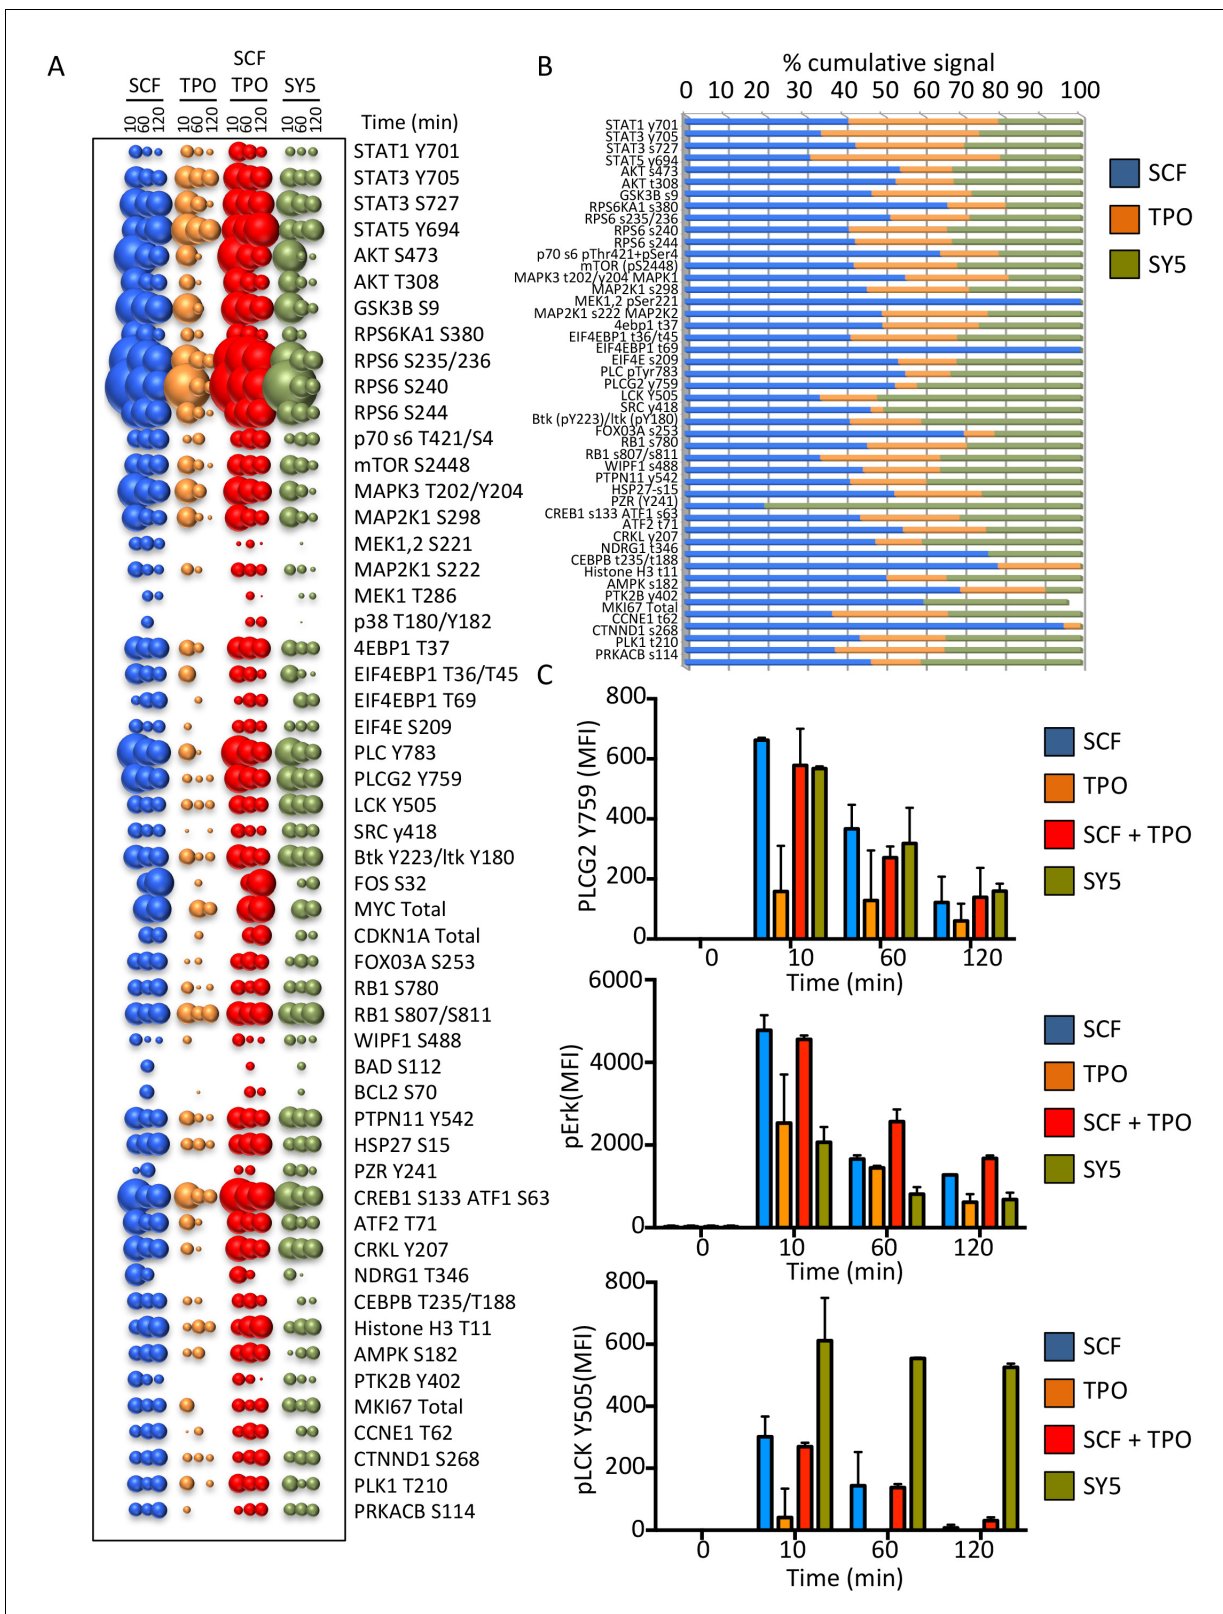 A
SCF TPO SCF TPO SY5
10 60 120 10 60 120 10 60 120 10 60 120
Time (min)
STAT1 Y701
STAT3 Y705
STAT3 S727
STAT5 Y694
AKT S473
AKT T308
GSK3B S9
RPS6KA1 S380
RPS6 S235/236
RPS6 S240
RPS6 S244
p70 s6 T421/S4
mTOR S2448
MAPK3 T202/Y204
MAP2K1 S298
MEK1,2 S221
MAP2K1 S222
MEK1 T286
p38 T180/Y182
4EBP1 T37
EIF4EBP1 T36/T45
EIF4EBP1 T69
EIF4E S209
PLC Y783
PLCG2 Y759
LCK Y505
SRC y418
Btk Y223/ltk Y180
FOS S32
MYC Total
CDKN1A Total
FOX03A S253
RB1 S780
RB1 S807/S811
WIPF1 S488
BAD S112
BCL2 S70
PTPN11 Y542
HSP27 S15
PZR Y241
CREB1 S133 ATF1 S63
ATF2 T71
CRKL Y207
NDRG1 T346
CEBPB T235/T188
Histone H3 T11
AMPK S182
PTK2B Y402
MKI67 Total
CCNE1 T62
CTNND1 S268
PLK1 T210
PRKACB S114
B
% cumulative signal
0 10 20 30 40 50 60 70 80 90 100
STAT1 y701
STAT3 y705
STAT3 s727
STAT5 y694
AKT s473
AKT t308
GSK3B s9
RPS6KA1 s380
RPS6 s235/236
RPS6 s240
RPS6 s244
p70 s6 pThr421+pSer4
mTOR (pS2448)
MAPK3 t202/y204 MAPK1
MAP2K1 s298
MEK1,2 pSer221
MAP2K1 s222 MAP2K2
4ebp1 t37
EIF4EBP1 t36/t45
EIF4EBP1 t69
EIF4E s209
PLC pTyr783
PLCG2 y759
LCK Y505
SRC y418
Btk (pY223)/ltk (pY180)
FOX03A s253
RB1 s780
RB1 s807/s811
WIPF1 s488
PTPN11 y542
HSP27-s15
PZR (Y241)
CREB1 s133 ATF1 s63
ATF2 t71
CRKL y207
NDRG1 t346
CEBPB t235/t188
Histone H3 t11
AMPK s182
PTK2B y402
MKI67 Total
CCNE1 t62
CTNND1 s268
PLK1 t210
PRKACB s114
SCF
TPO
SY5
C
PLCG2 Y759 (MFI)
800
600
400
200
0
0 10 60 120
Time (min)
SCF
TPO
SCF + TPO
SY5
pErk(MFI)
6000
4000
2000
0
0 10 60 120
Time (min)
SCF
TPO
SCF + TPO
SY5
pLCK Y505(MFI)
800
600
400
200
0
0 10 60 120
Time (min)
SCF
TPO
SCF + TPO
SY5